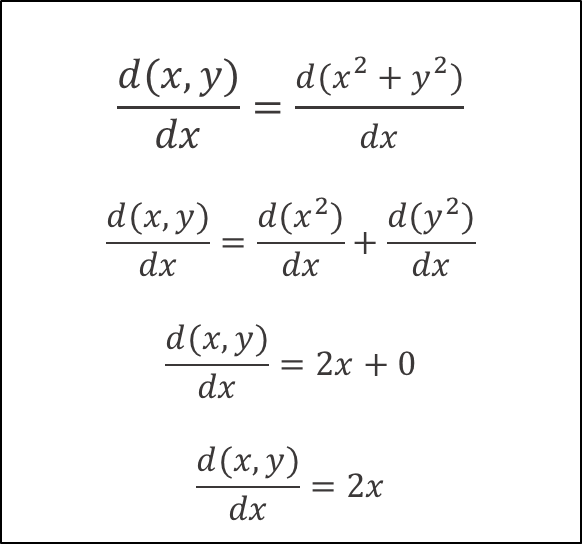 d(x, y)/dx = d(x² + y²)/dx
d(x, y)/dx = d(x²)/dx + d(y²)/dx
d(x, y)/dx = 2x + 0
d(x, y)/dx = 2x